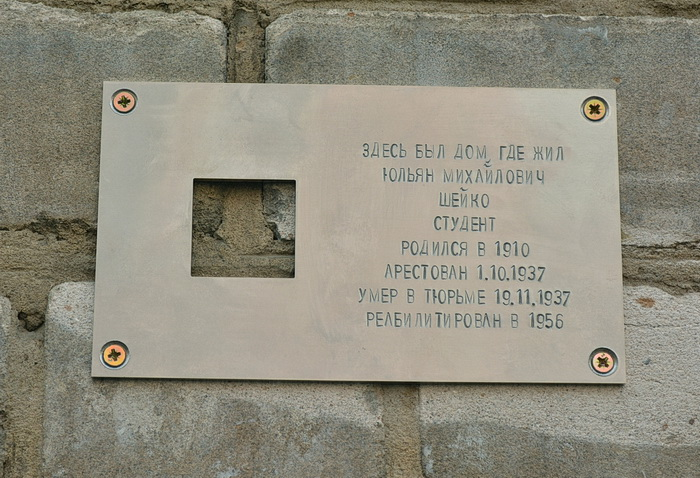 ЗДЕСЬ БЫЛ ДОМ, ГДЕ ЖИЛ
ЮЛЬЯН МИХАЙЛОВИЧ
ШЕЙКО
СТУДЕНТ
РОДИЛСЯ В 1910
АРЕСТОВАН 1.10.1937
УМЕР В ТЮРЬМЕ 19.11.1937
РЕАБИЛИТИРОВАН В 1956